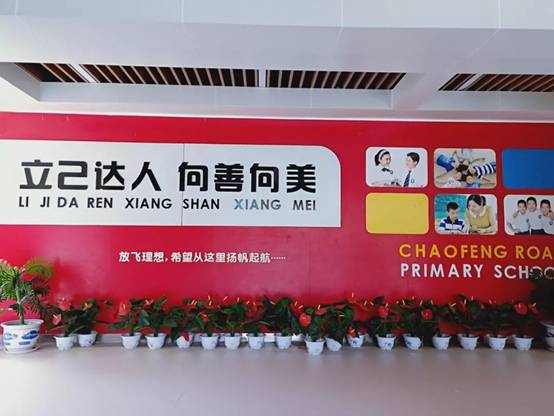 立己达人 向善向美
LI JI DA REN XIANG SHAN XIANG MEI
放飞理想，希望从这里扬帆起航……
CHAOFENG ROA
PRIMARY SCHOO